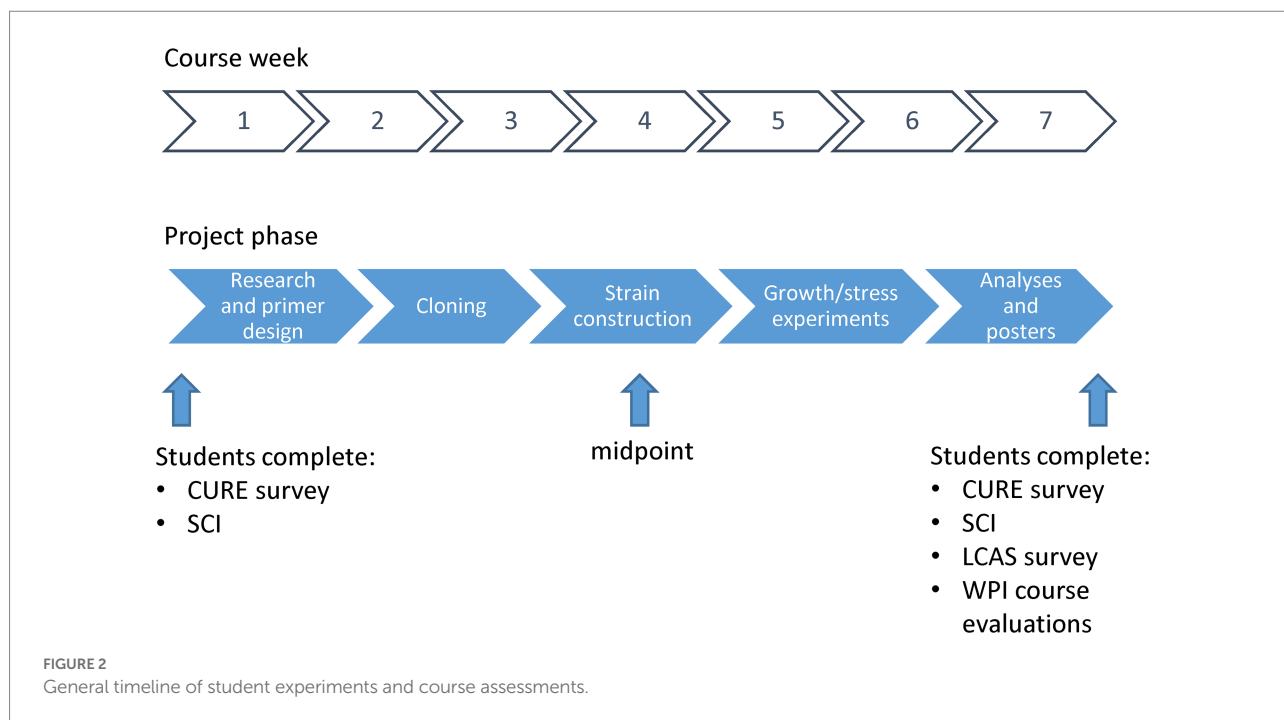 Course week
1 2 3 4 5 6 7
Project phase
Research
and primer
design
Cloning
Strain
construction
Growth/stress
experiments
Analyses
and
posters
Students complete:
• CURE survey
• SCI
midpoint
Students complete:
• CURE survey
• SCI
• LCAS survey
• WPI course
evaluations
FIGURE 2
General timeline of student experiments and course assessments.